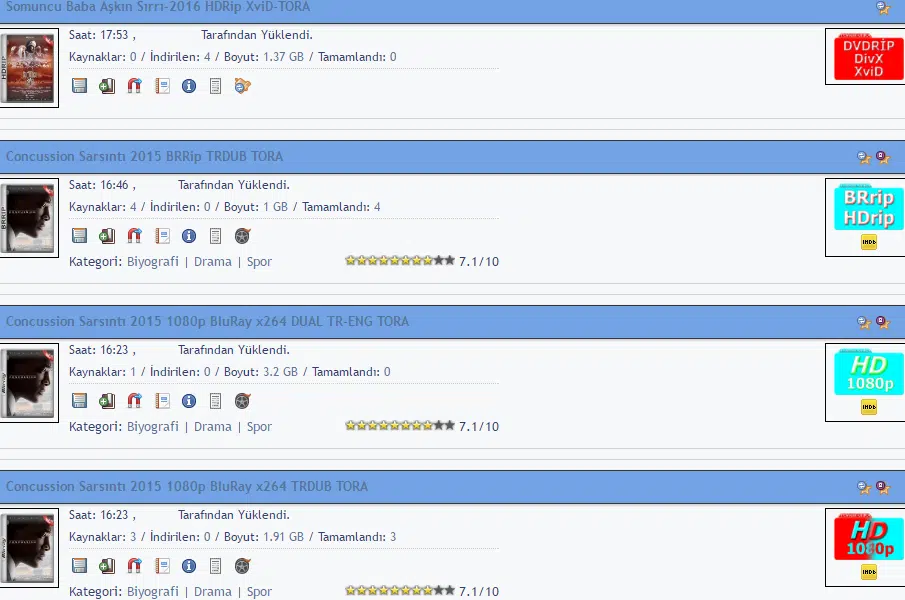 Somuncu Baba Aşkın Sırrı-2016 HDRip XviD-TORA
Saat: 17:53 , Tarafından Yüklendi.
Kaynaklar: 0 / İndirilen: 4 / Boyut: 1.37 GB / Tamamlandı: 0
HDRIP
DVDRİP
DivX
XviD
Concussion Sarsıntı 2015 BRRip TRDUB TORA
Saat: 16:46 , Tarafından Yüklendi.
Kaynaklar: 4 / İndirilen: 0 / Boyut: 1 GB / Tamamlandı: 4
BRRIP
Kategori: Biyografi | Drama | Spor 7.1/10
BRrip
HDrip
IMDb
Concussion Sarsıntı 2015 1080p BluRay x264 DUAL TR-ENG TORA
Saat: 16:23 , Tarafından Yüklendi.
Kaynaklar: 1 / İndirilen: 0 / Boyut: 3.2 GB / Tamamlandı: 0
Kategori: Biyografi | Drama | Spor 7.1/10
HD
1080p
IMDb
Concussion Sarsıntı 2015 1080p BluRay x264 TRDUB TORA
Saat: 16:23 , Tarafından Yüklendi.
Kaynaklar: 3 / İndirilen: 0 / Boyut: 1.91 GB / Tamamlandı: 3
Kategori: Biyografi | Drama | Spor 7.1/10
HD
1080p
IMDb